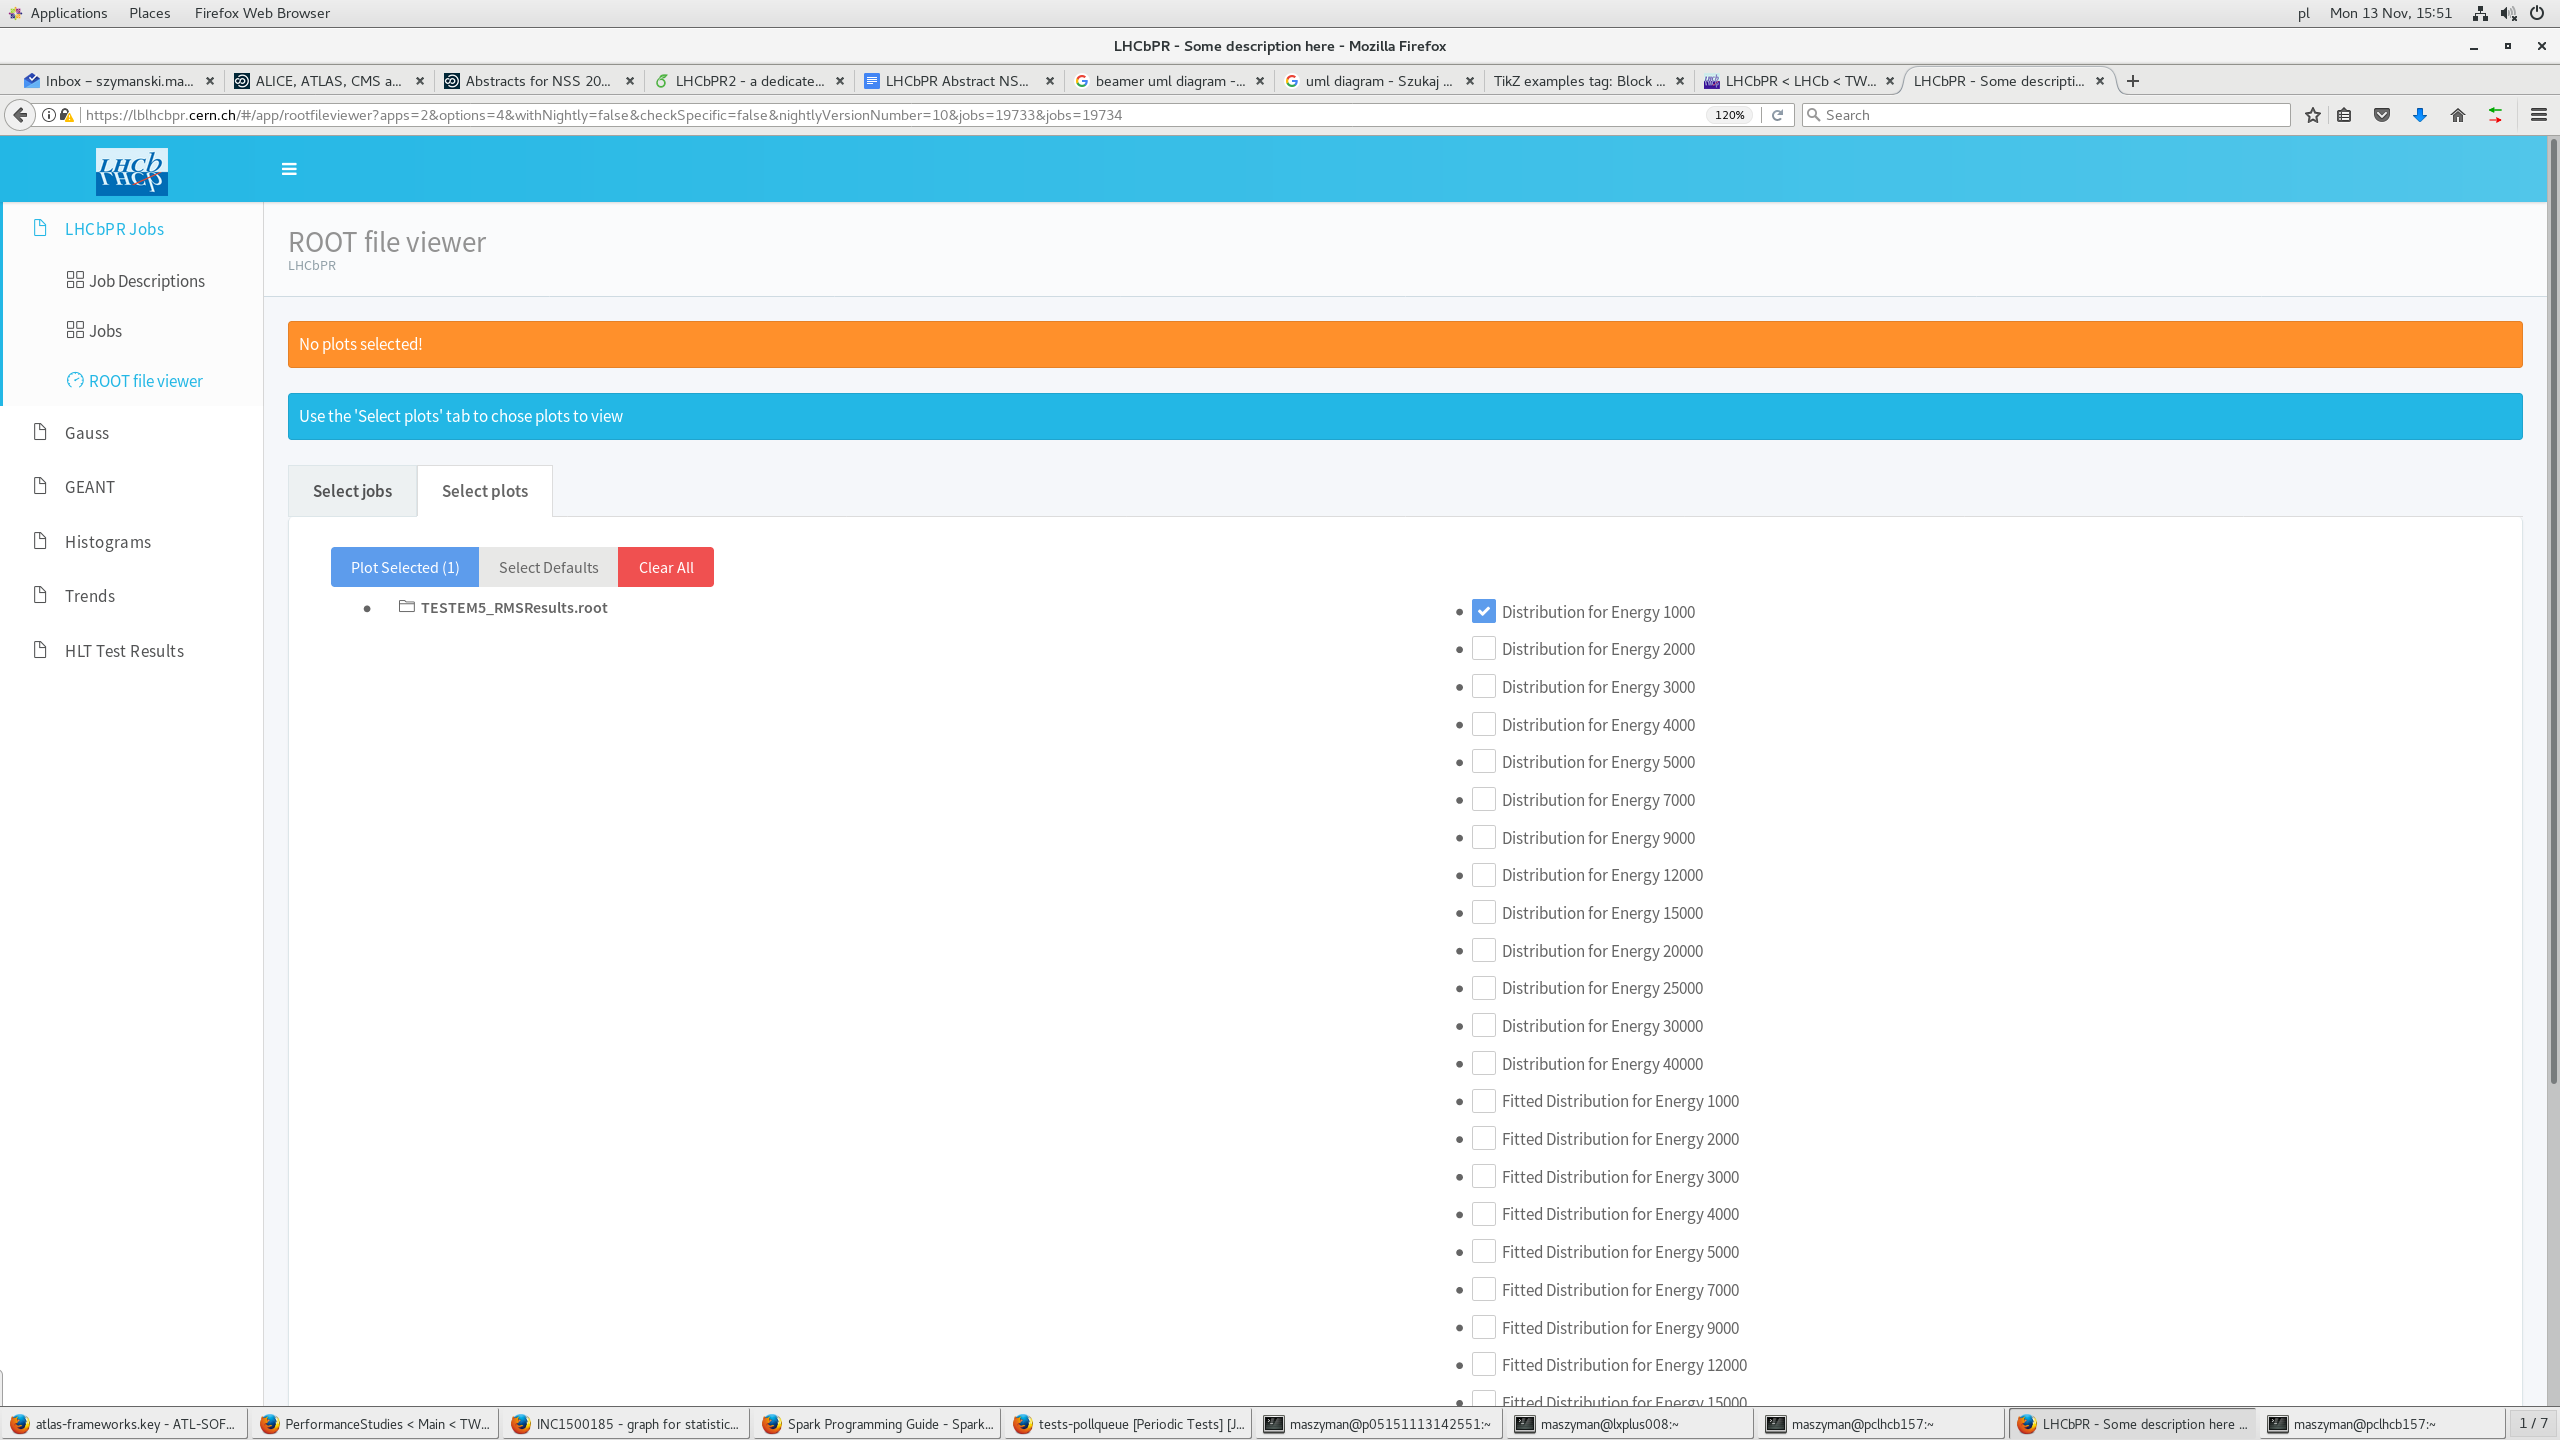 Applications Places Firefox Web Browser pl Mon 13 Nov, 15:51
LHCbPR - Some description here - Mozilla Firefox
Inbox – szymanski.ma... ALICE, ATLAS, CMS a... Abstracts for NSS 20... LHCbPR2 - a dedicate... LHCbPR Abstract NS... beamer uml diagram -... uml diagram - Szukaj ... TikZ examples tag: Block ... LHCbPR < LHCb < TW... LHCbPR - Some descripti...
https://lblhcbpr.cern.ch/#/app/rootfileviewer?apps=2&options=4&withNightly=false&checkSpecific=false&nightlyVersionNumber=10&jobs=19733&jobs=19734 120% Search
LHCb
LHCbPR Jobs
Job Descriptions
Jobs
ROOT file viewer
Gauss
GEANT
Histograms
Trends
HLT Test Results
ROOT file viewer
LHCbPR
No plots selected!
Use the 'Select plots' tab to chose plots to view
Select jobs Select plots
Plot Selected (1) Select Defaults Clear All
TESTEM5_RMSResults.root
Distribution for Energy 1000
Distribution for Energy 2000
Distribution for Energy 3000
Distribution for Energy 4000
Distribution for Energy 5000
Distribution for Energy 7000
Distribution for Energy 9000
Distribution for Energy 12000
Distribution for Energy 15000
Distribution for Energy 20000
Distribution for Energy 25000
Distribution for Energy 30000
Distribution for Energy 40000
Fitted Distribution for Energy 1000
Fitted Distribution for Energy 2000
Fitted Distribution for Energy 3000
Fitted Distribution for Energy 4000
Fitted Distribution for Energy 5000
Fitted Distribution for Energy 7000
Fitted Distribution for Energy 9000
Fitted Distribution for Energy 12000
Fitted Distribution for Energy 15000
atlas-frameworks.key - ATL-SOF... PerformanceStudies < Main < TW... INC1500185 - graph for statistic... Spark Programming Guide - Spark... tests-pollqueue [Periodic Tests] [J... maszyman@p05151113142551:~ maszyman@lxplus008:~ maszyman@pclhcb157:~ LHCbPR - Some description here ... maszyman@pclhcb157:~ 1 / 7